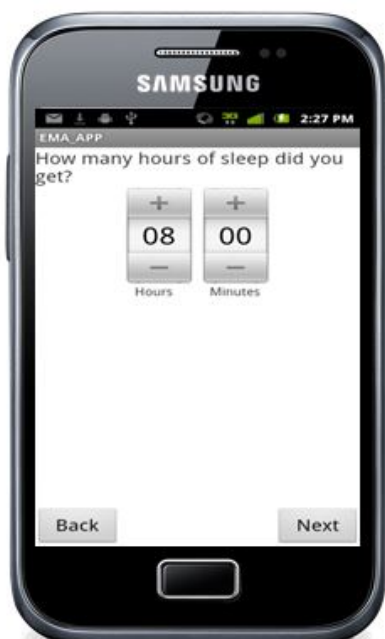 SAMSUNG
3G 2:27 PM
EMA_APP
How many hours of sleep did you
get?
+ +
08 00
− −
Hours Minutes
Back Next